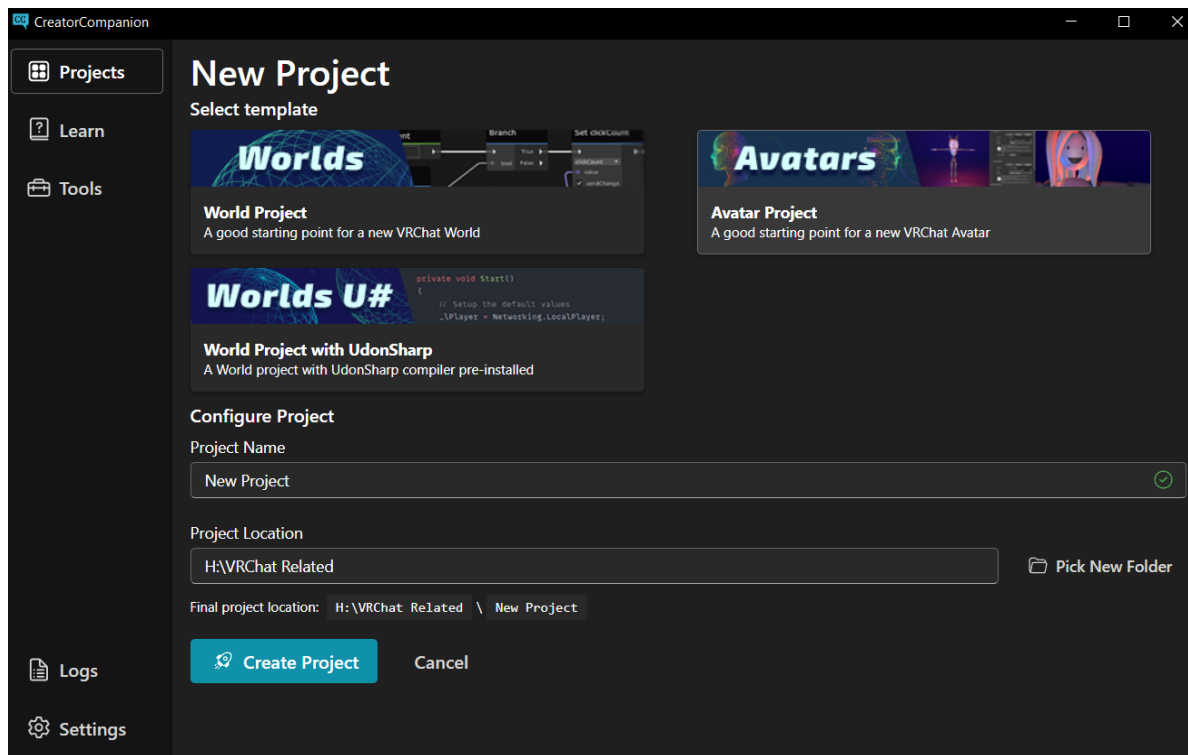 CreatorCompanion
Projects
Learn
Tools
Logs
Settings
New Project
Select template
Worlds
Branch
True
bool False
Set clickCount
clickCount
value
sendChange
World Project
A good starting point for a new VRChat World
Avatars
Avatar Project
A good starting point for a new VRChat Avatar
Worlds U#
private void Start()
{
// Setup the default values
_lPlayer = Networking.LocalPlayer;
World Project with UdonSharp
A World project with UdonSharp compiler pre-installed
Configure Project
Project Name
New Project
Project Location
H:\VRChat Related
Pick New Folder
Final project location: H:\VRChat Related \ New Project
Create Project Cancel